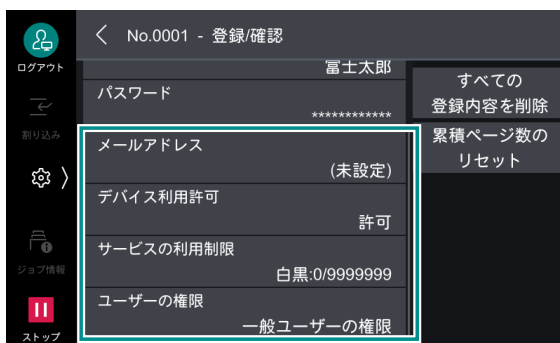 No.0001 - 登録/確認
ログアウト
富士太郎
パスワード
************
すべての
登録内容を削除
割り込み
メールアドレス
(未設定)
累積ページ数の
リセット
デバイス利用許可
許可
サービスの利用制限
白黒:0/9999999
ジョブ情報
ユーザーの権限
一般ユーザーの権限
ストップ